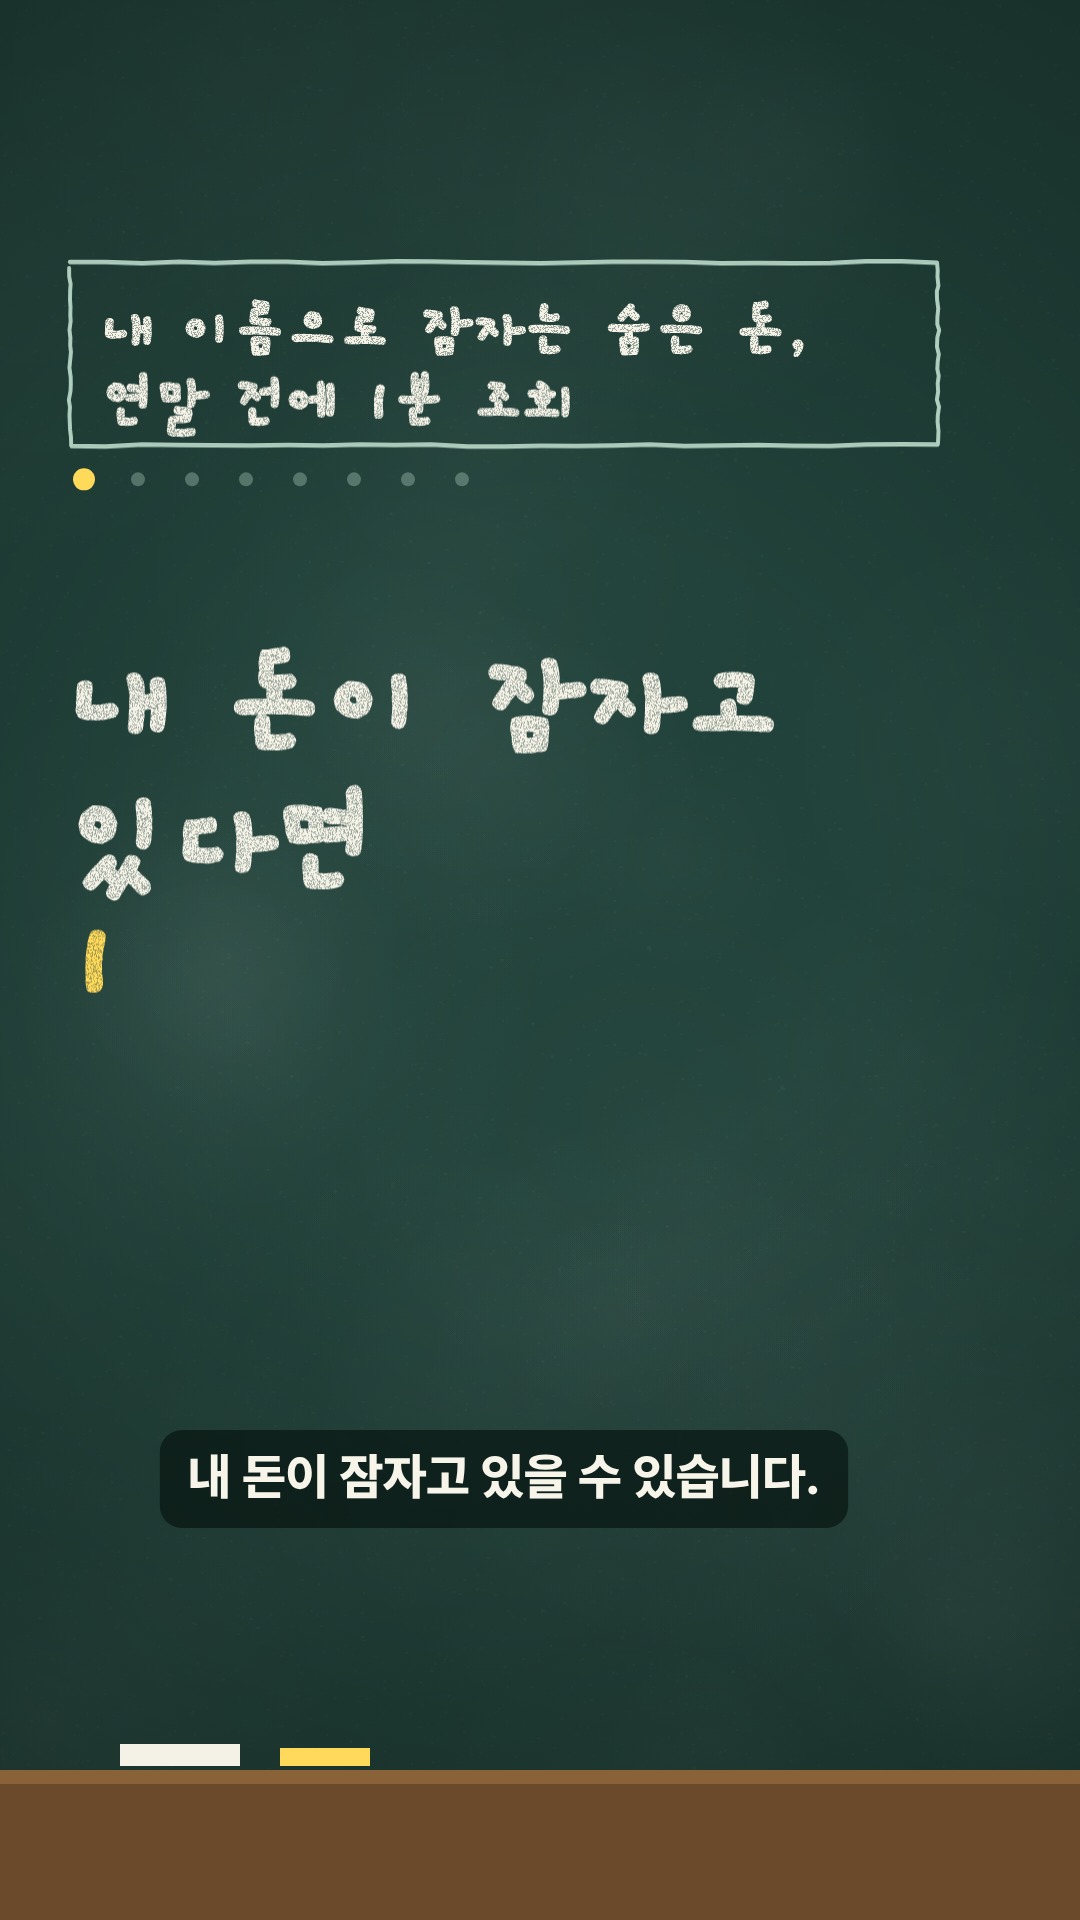 내 이름으로 잠자는 숨은 돈,
연말 전에 1분 조회
내 돈이 잠자고
있다면
1
내 돈이 잠자고 있을 수 있습니다.